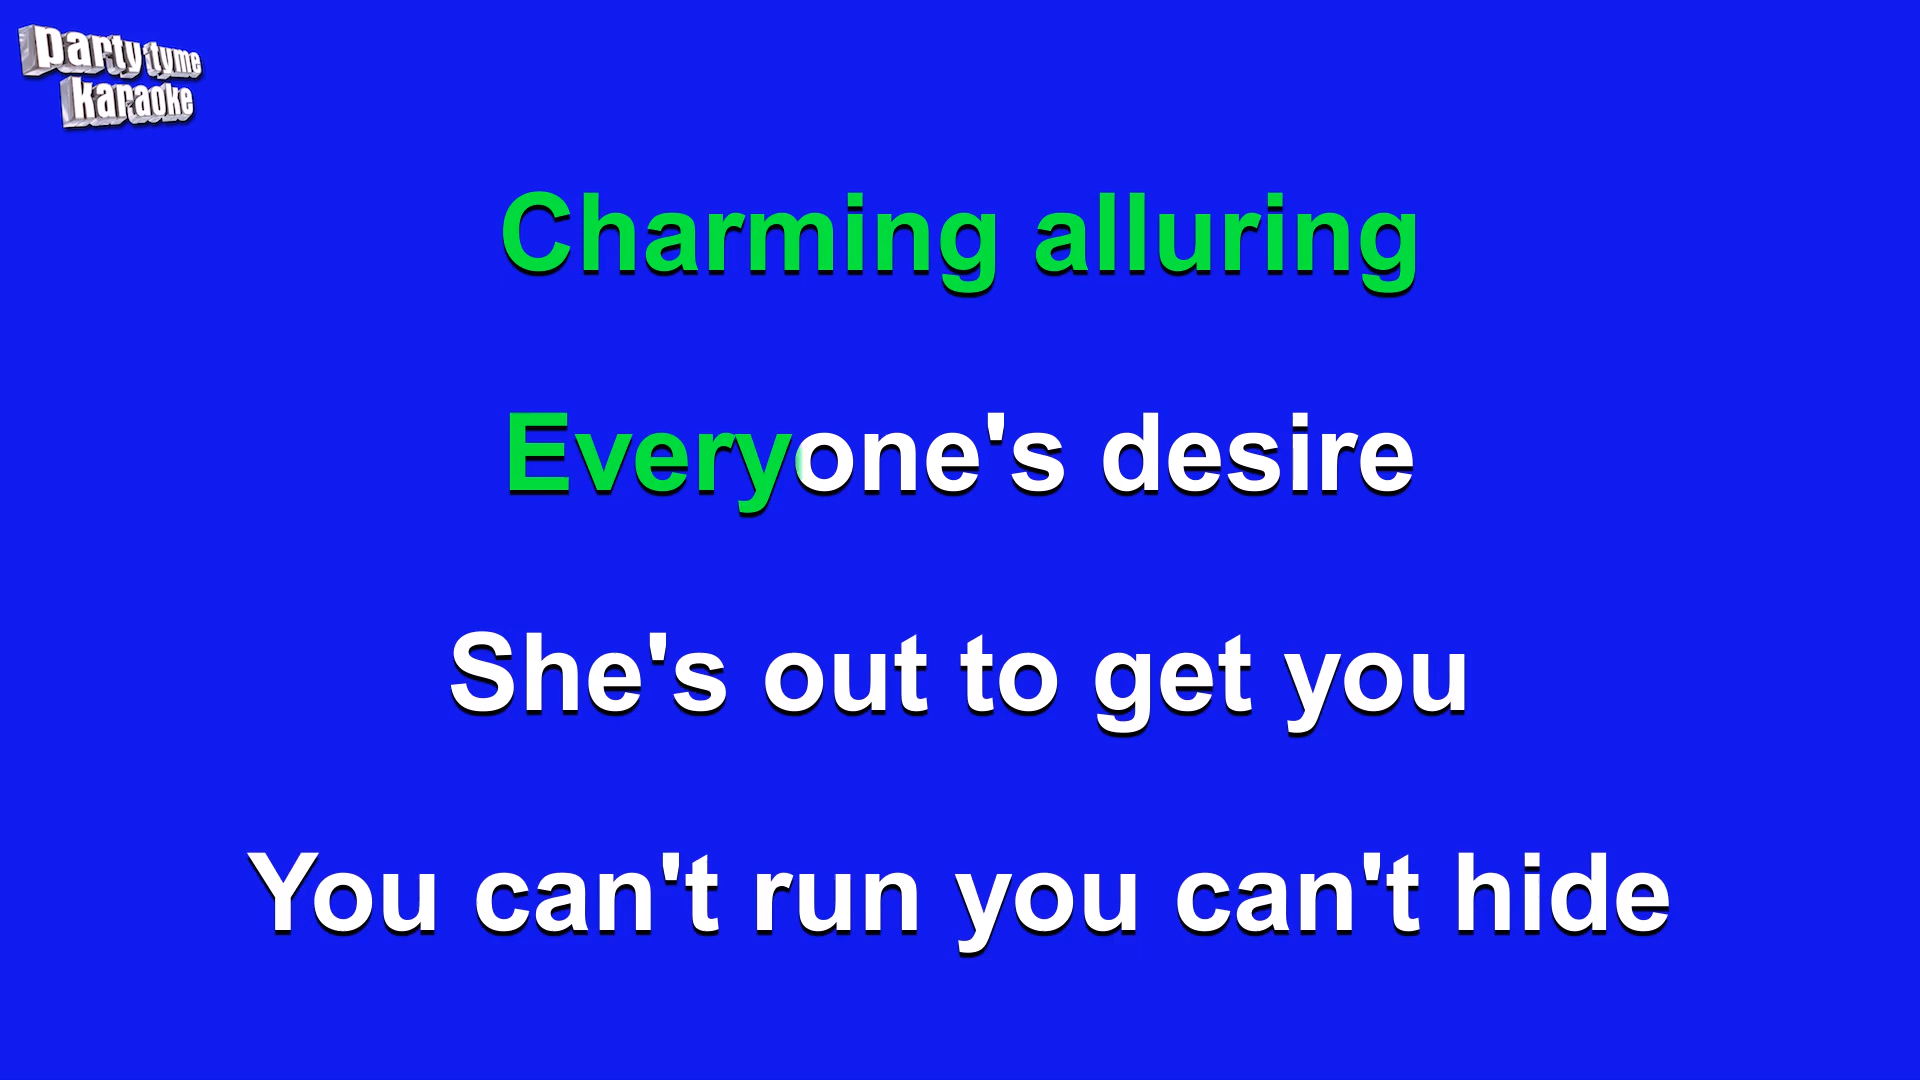 party tyme
karaoke
Charming alluring
Everyone's desire
She's out to get you
You can't run you can't hide